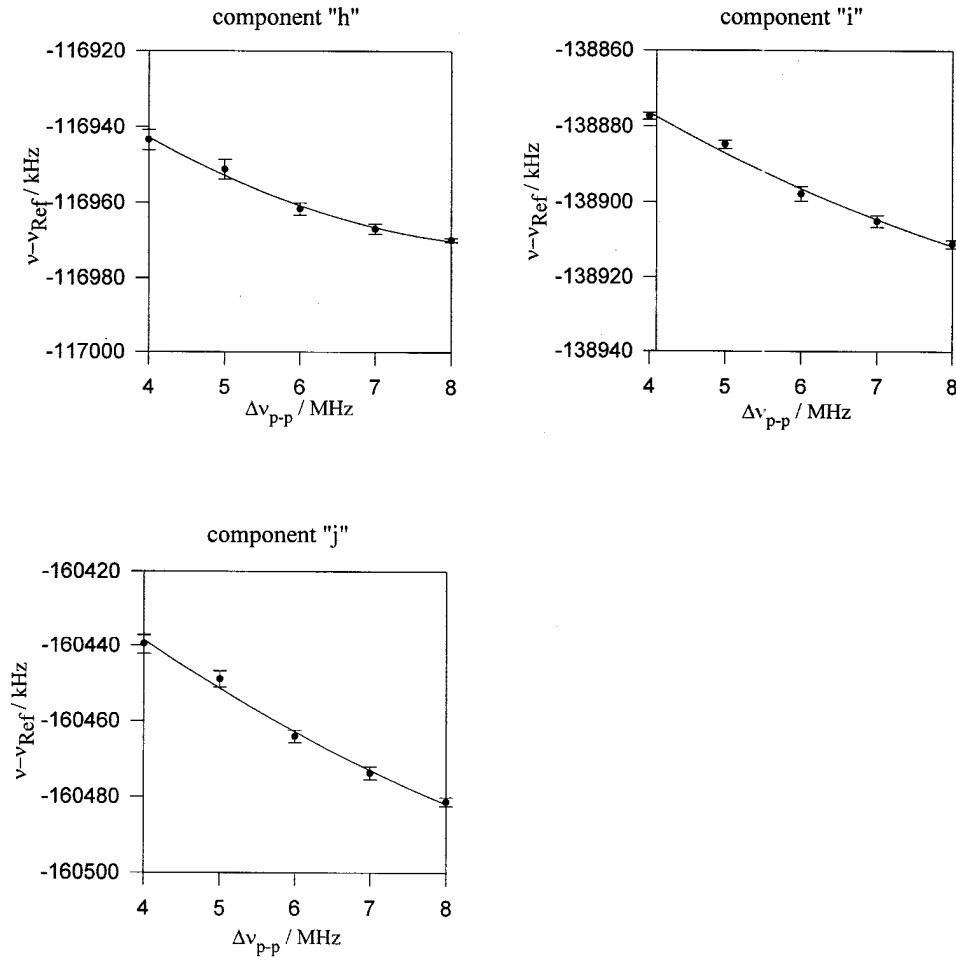 component "h"
-116920
-116940
-116960
-116980
-117000
ν−νRef / kHz
4 5 6 7 8
Δνp-p / MHz
component "i"
-138860
-138880
-138900
-138920
-138940
ν−νRef / kHz
4 5 6 7 8
Δνp-p / MHz
component "j"
-160420
-160440
-160460
-160480
-160500
ν−νRef / kHz
4 5 6 7 8
Δνp-p / MHz